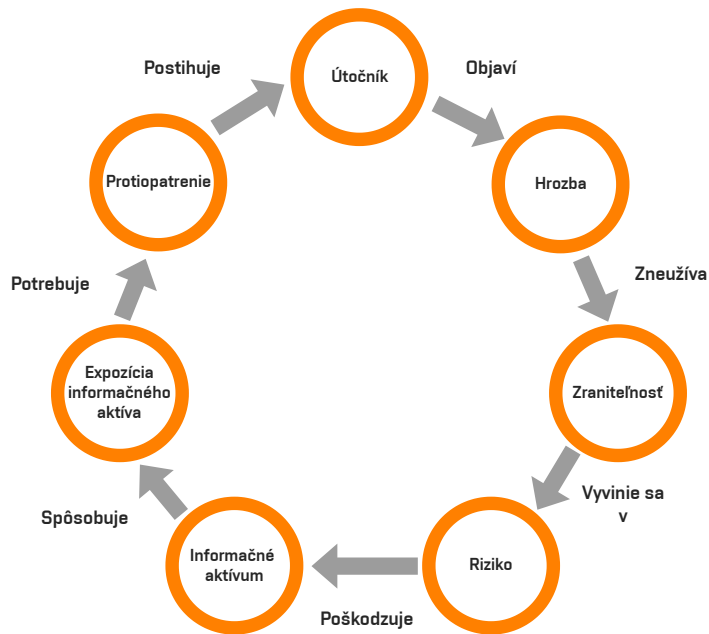 Útočník
Objaví
Hrozba
Zneužíva
Zraniteľnosť
Vyvinie sa
v
Riziko
Poškodzuje
Informačné
aktívum
Spôsobuje
Expozícia
informačného
aktíva
Potrebuje
Protiopatrenie
Postihuje